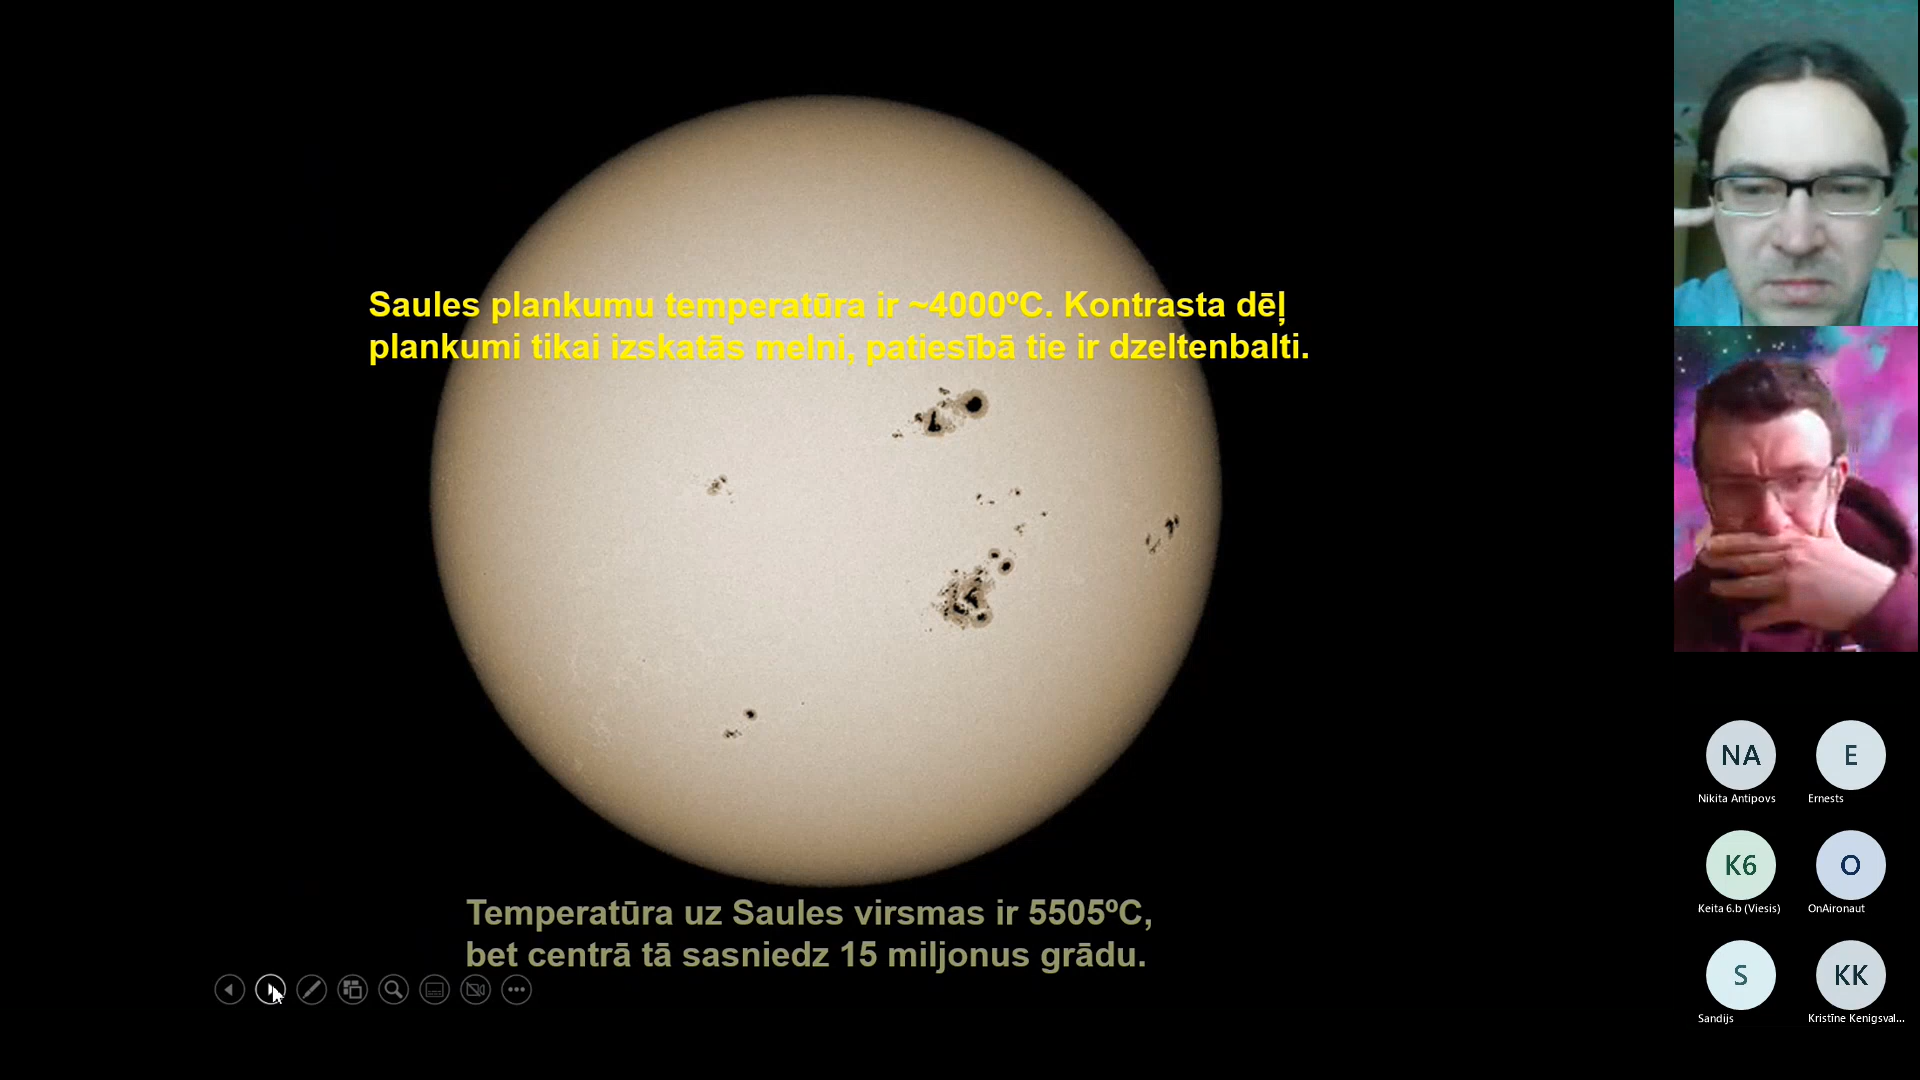 Saules plankumu temperatūra ir ~4000ºC. Kontrasta dēļ
plankumi tikai izskatās melni, patiesībā tie ir dzeltenbalti.
Temperatūra uz Saules virsmas ir 5505ºC,
bet centrā tā sasniedz 15 miljonus grādu.
NA
Nikita Antipovs
E
Ernests
K6
Keita 6.b (Viesis)
O
OnAironaut
S
Sandijs
KK
Kristīne Kenigsval...